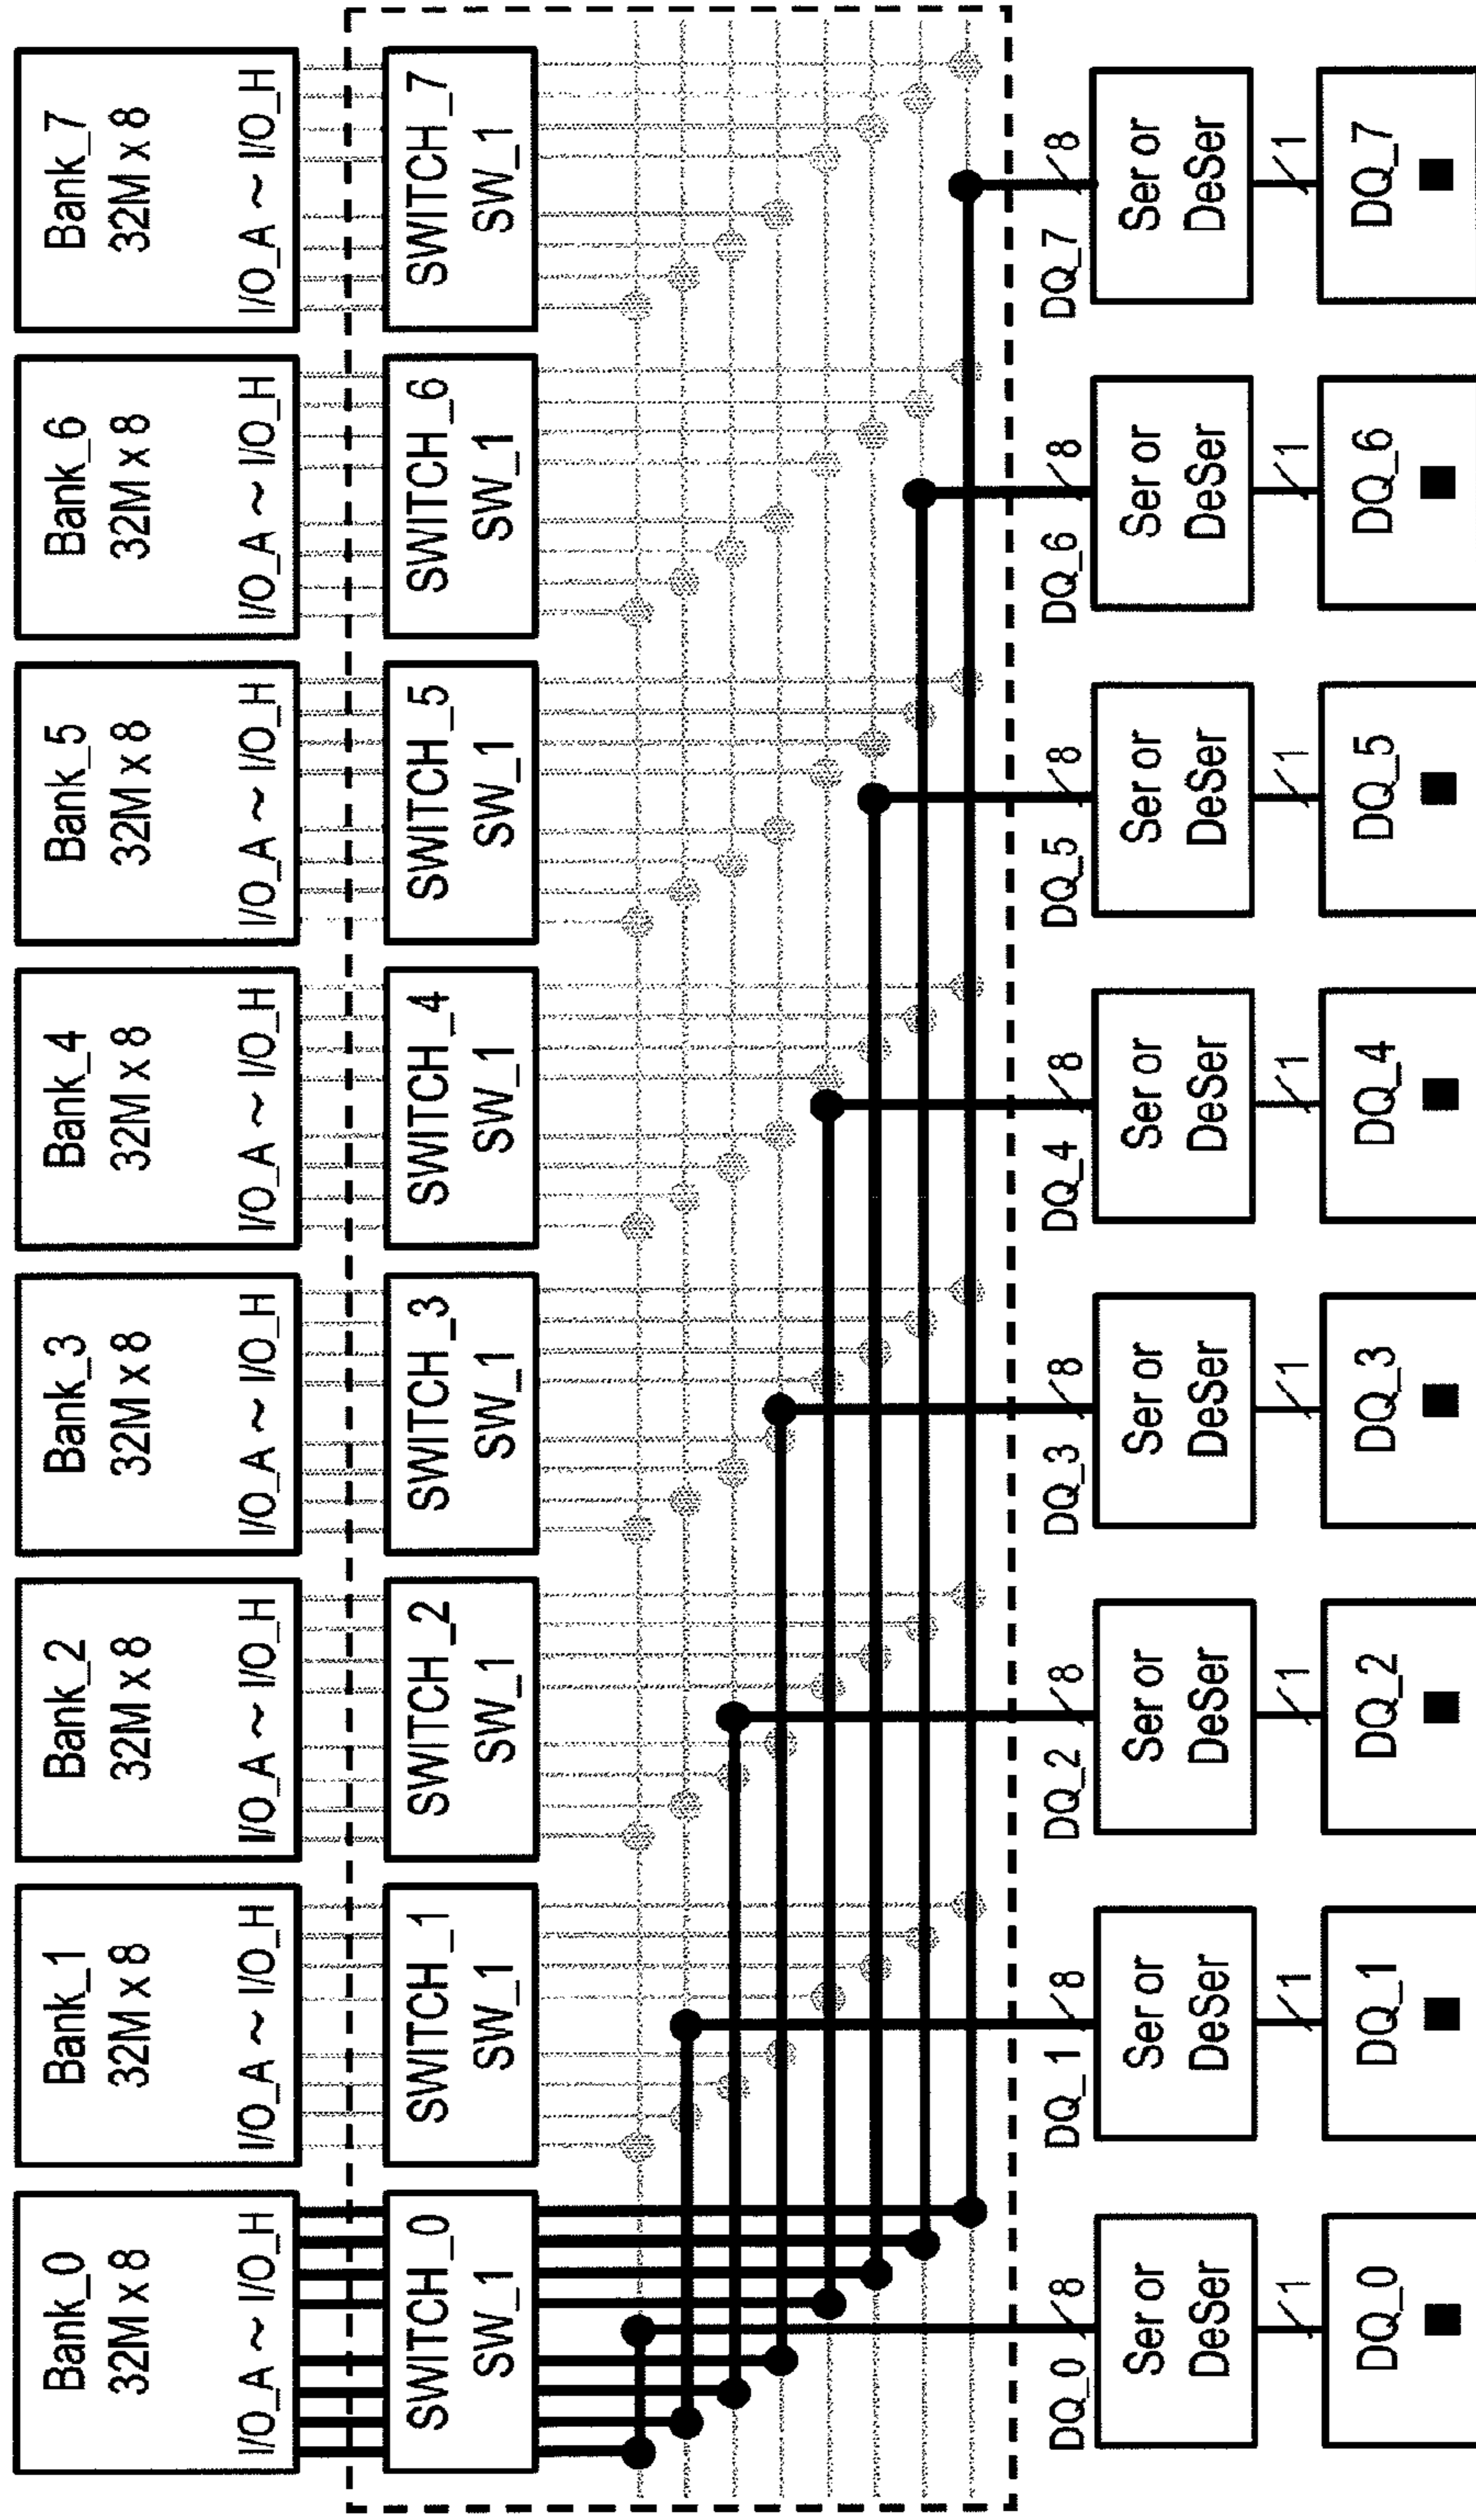 Bank_0
32M x 8
I/O_A ~ I/O_H
Bank_1
32M x 8
I/O_A ~ I/O_H
Bank_2
32M x 8
I/O_A ~ I/O_H
Bank_3
32M x 8
I/O_A ~ I/O_H
Bank_4
32M x 8
I/O_A ~ I/O_H
Bank_5
32M x 8
I/O_A ~ I/O_H
Bank_6
32M x 8
I/O_A ~ I/O_H
Bank_7
32M x 8
I/O_A ~ I/O_H
SWITCH_0
SW_1
SWITCH_1
SW_1
SWITCH_2
SW_1
SWITCH_3
SW_1
SWITCH_4
SW_1
SWITCH_5
SW_1
SWITCH_6
SW_1
SWITCH_7
SW_1
DQ_0
8
DQ_1
8
DQ_2
8
DQ_3
8
DQ_4
8
DQ_5
8
DQ_6
8
DQ_7
8
Ser or
DeSer
Ser or
DeSer
Ser or
DeSer
Ser or
DeSer
Ser or
DeSer
Ser or
DeSer
Ser or
DeSer
Ser or
DeSer
1
1
1
1
1
1
1
1
DQ_0
DQ_1
DQ_2
DQ_3
DQ_4
DQ_5
DQ_6
DQ_7